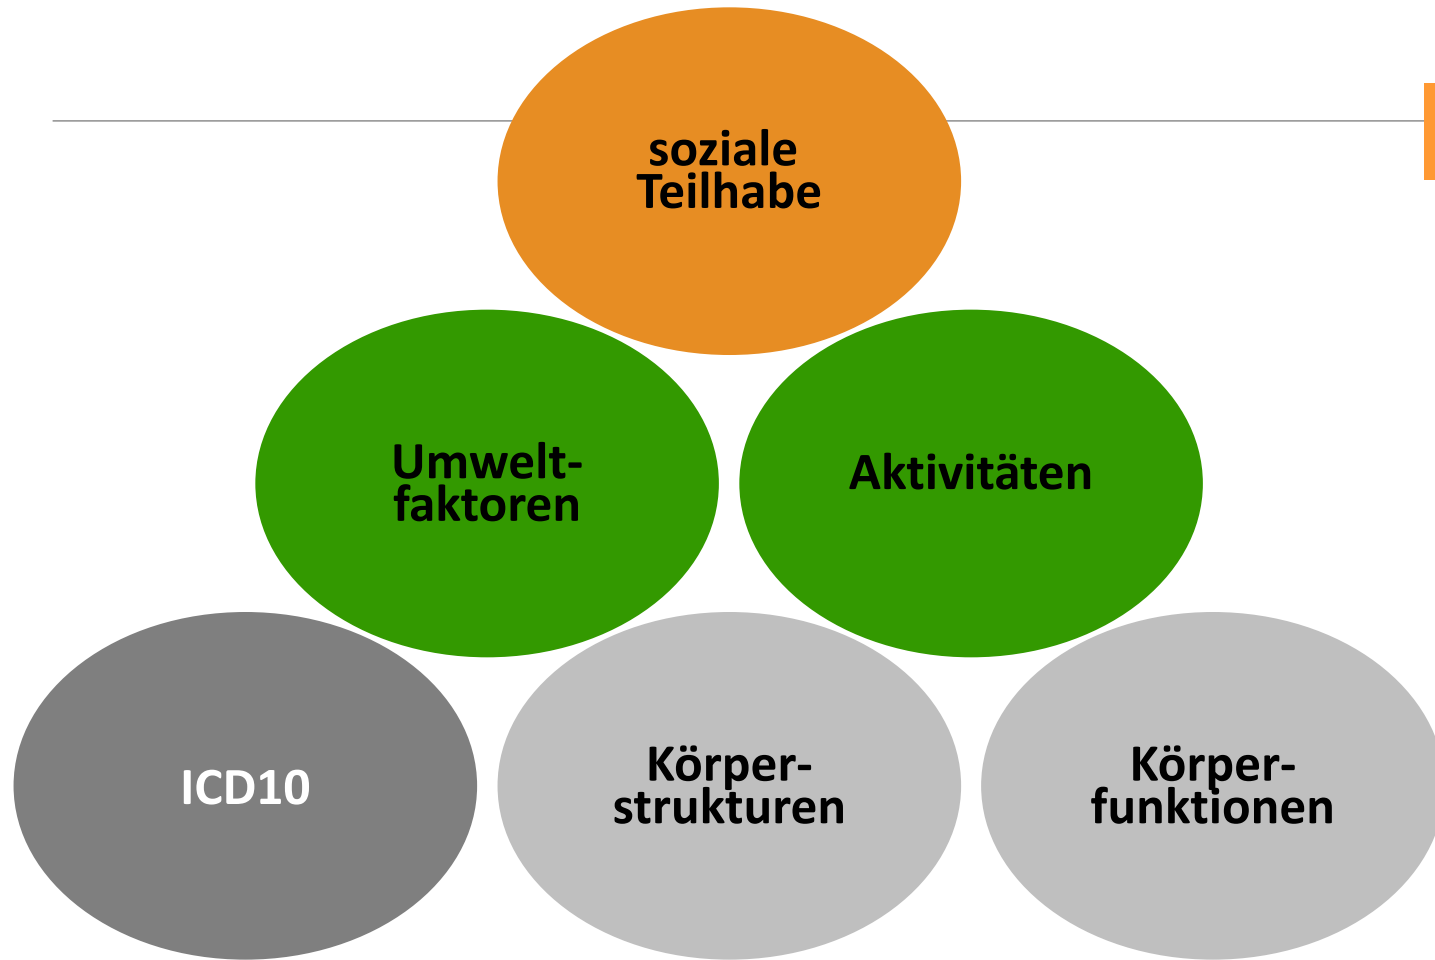 soziale
Teilhabe
Umwelt-
faktoren
Aktivitäten
ICD10
Körper-
strukturen
Körper-
funktionen